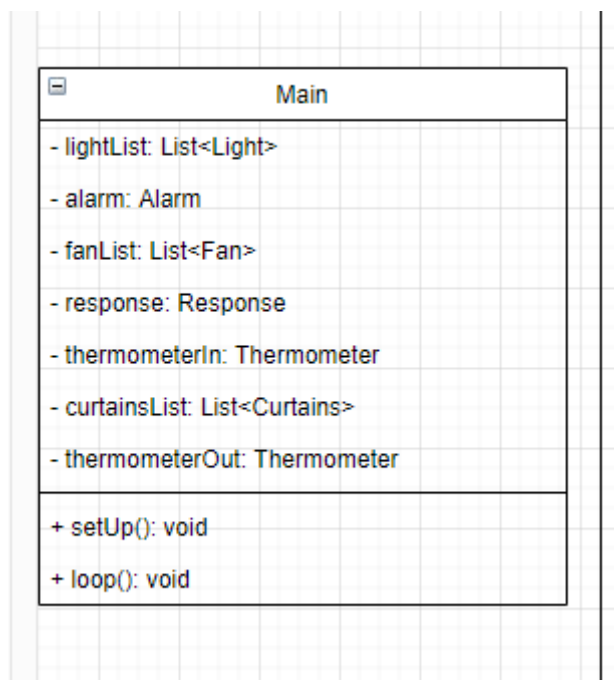 Main
- lightList: List<Light>
- alarm: Alarm
- fanList: List<Fan>
- response: Response
- thermometerIn: Thermometer
- curtainsList: List<Curtains>
- thermometerOut: Thermometer
+ setUp(): void
+ loop(): void